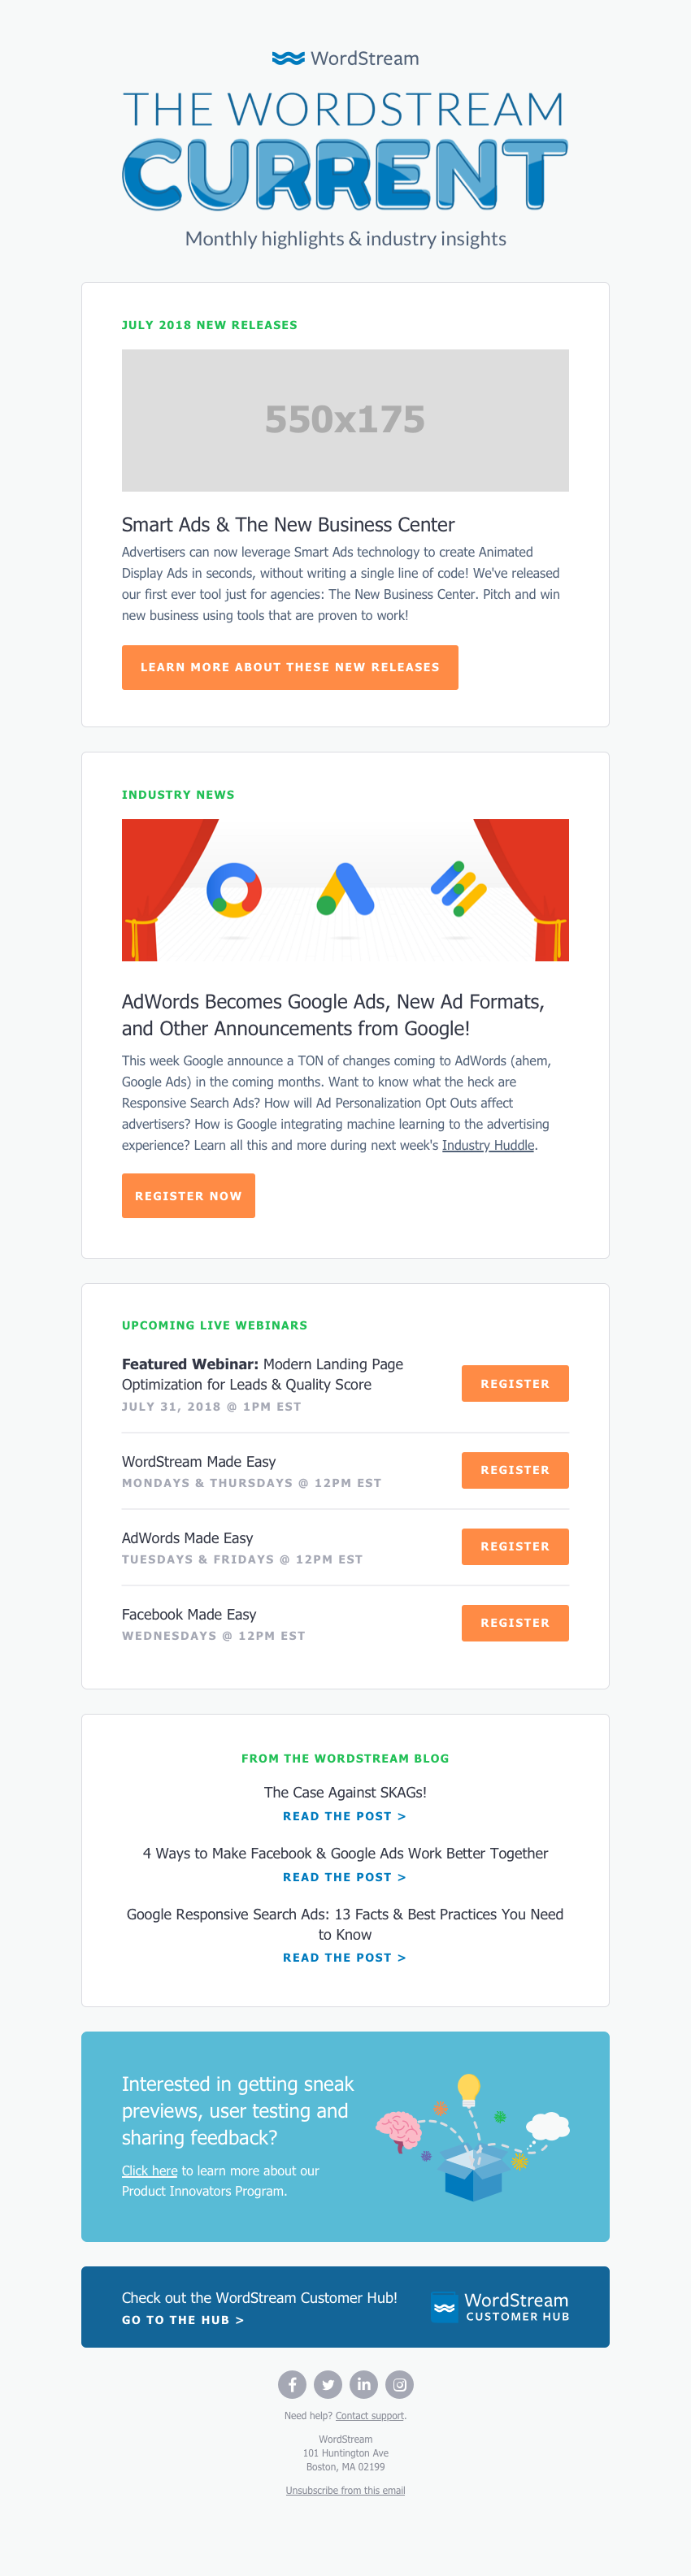 WordStream
THE WORDSTREAM
CURRENT
Monthly highlights & industry insights
JULY 2018 NEW RELEASES
550x175
Smart Ads & The New Business Center
Advertisers can now leverage Smart Ads technology to create Animated
Display Ads in seconds, without writing a single line of code! We've released
our first ever tool just for agencies: The New Business Center. Pitch and win
new business using tools that are proven to work!
LEARN MORE ABOUT THESE NEW RELEASES
INDUSTRY NEWS
AdWords Becomes Google Ads, New Ad Formats,
and Other Announcements from Google!
This week Google announce a TON of changes coming to AdWords (ahem,
Google Ads) in the coming months. Want to know what the heck are
Responsive Search Ads? How will Ad Personalization Opt Outs affect
advertisers? How is Google integrating machine learning to the advertising
experience? Learn all this and more during next week's Industry Huddle.
REGISTER NOW
UPCOMING LIVE WEBINARS
Featured Webinar: Modern Landing Page
Optimization for Leads & Quality Score
JULY 31, 2018 @ 1PM EST
REGISTER
WordStream Made Easy
MONDAYS & THURSDAYS @ 12PM EST
REGISTER
AdWords Made Easy
TUESDAYS & FRIDAYS @ 12PM EST
REGISTER
Facebook Made Easy
WEDNESDAYS @ 12PM EST
REGISTER
FROM THE WORDSTREAM BLOG
The Case Against SKAGs!
READ THE POST >
4 Ways to Make Facebook & Google Ads Work Better Together
READ THE POST >
Google Responsive Search Ads: 13 Facts & Best Practices You Need
to Know
READ THE POST >
Interested in getting sneak
previews, user testing and
sharing feedback?
Click here to learn more about our
Product Innovators Program.
Check out the WordStream Customer Hub!
GO TO THE HUB >
WordStream
CUSTOMER HUB
Need help? Contact support.
WordStream
101 Huntington Ave
Boston, MA 02199
Unsubscribe from this email